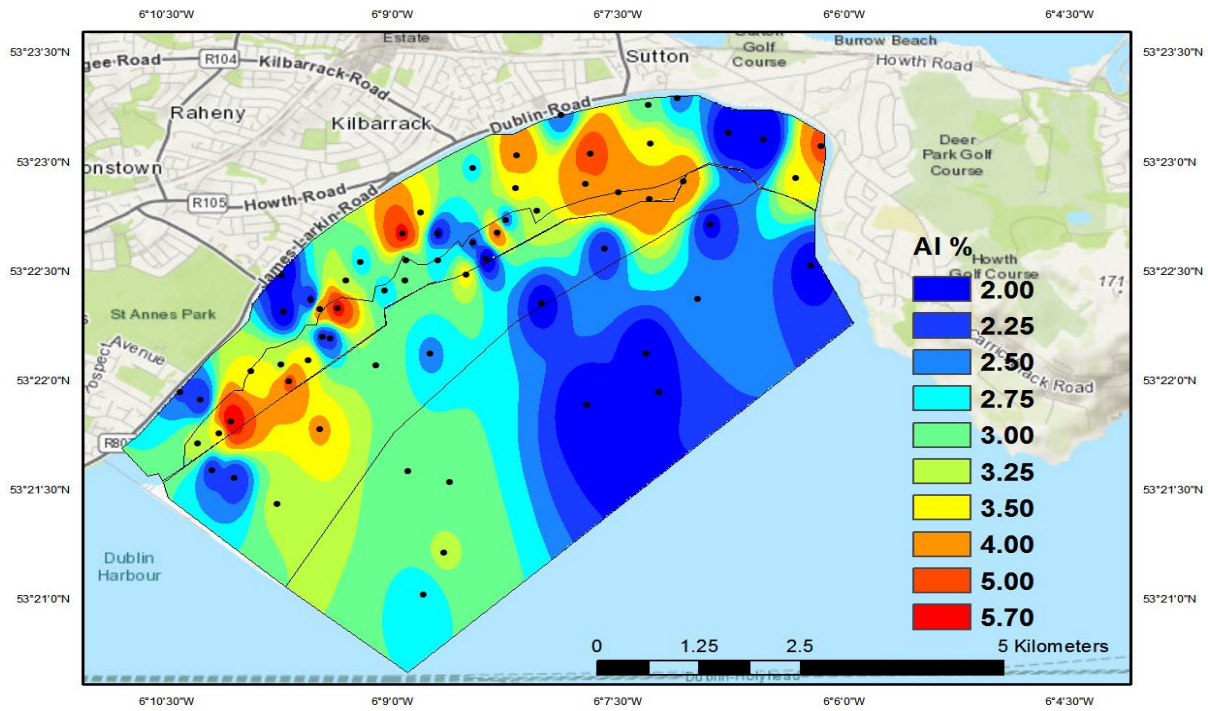 6°10'30"W 6°9'0"W 6°7'30"W 6°6'0"W 6°4'30"W
53°23'30"N
53°23'0"N
53°22'30"N
53°22'0"N
53°21'30"N
53°21'0"N
53°23'30"N
53°23'0"N
53°22'30"N
53°22'0"N
53°21'30"N
53°21'0"N
Estate
R104
Kilbarrack-Road
Raheny
Kilbarrack
Dublin-Road
Sutton
Golf
Course
Burrow Beach
Howth Road
onstown
R105
Howth-Road
James-Larkin-Road
St Annes Park
Avenue
Prospect
R807
Deer
Park Golf
Course
Howth
Golf Course
171
Carrickbrack Road
Dublin
Harbour
Al %
2.00
2.25
2.50
2.75
3.00
3.25
3.50
4.00
5.00
5.70
0 1.25 2.5 5 Kilometers
Dublin-Holyhead
6°10'30"W 6°9'0"W 6°7'30"W 6°6'0"W 6°4'30"W